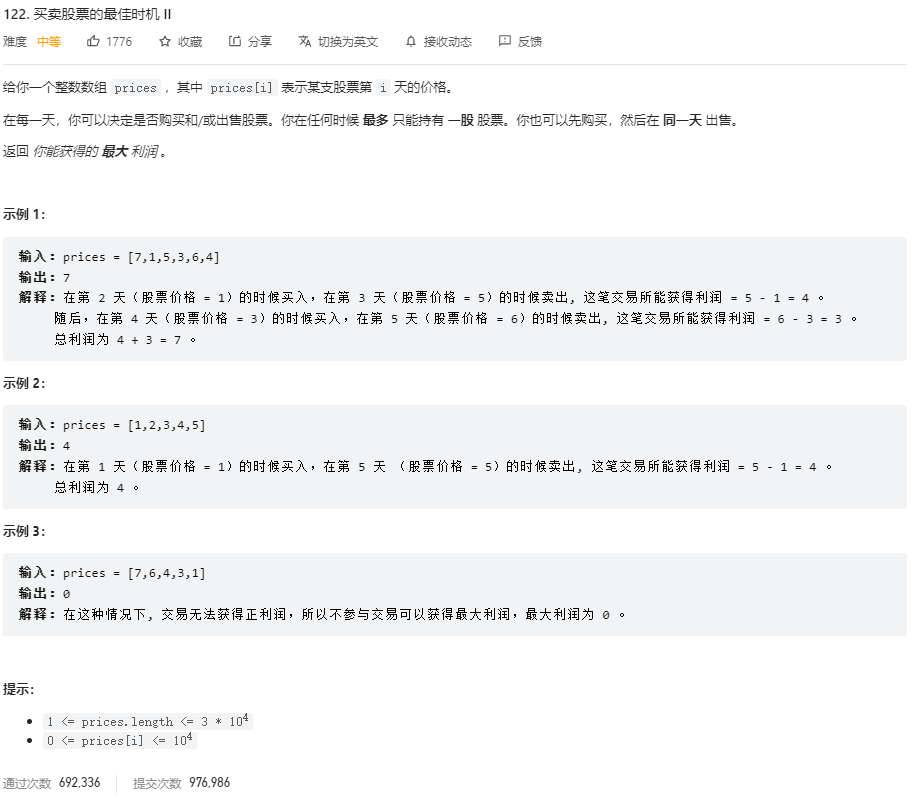 122. 买卖股票的最佳时机 II
难度 中等 1776 收藏 分享 切换为英文 接收动态 反馈
给你一个整数数组 prices ，其中 prices[i] 表示某支股票第 i 天的价格。
在每一天，你可以决定是否购买和/或出售股票。你在任何时候 最多 只能持有 一股 股票。你也可以先购买，然后在 同一天 出售。
返回 你能获得的 最大 利润 。
示例 1：
输入：prices = [7,1,5,3,6,4]
输出：7
解释：在第 2 天（股票价格 = 1）的时候买入，在第 3 天（股票价格 = 5）的时候卖出, 这笔交易所能获得利润 = 5 - 1 = 4 。
随后，在第 4 天（股票价格 = 3）的时候买入，在第 5 天（股票价格 = 6）的时候卖出, 这笔交易所能获得利润 = 6 - 3 = 3 。
总利润为 4 + 3 = 7 。
示例 2：
输入：prices = [1,2,3,4,5]
输出：4
解释：在第 1 天（股票价格 = 1）的时候买入，在第 5 天 （股票价格 = 5）的时候卖出, 这笔交易所能获得利润 = 5 - 1 = 4 。
总利润为 4 。
示例 3：
输入：prices = [7,6,4,3,1]
输出：0
解释：在这种情况下, 交易无法获得正利润，所以不参与交易可以获得最大利润，最大利润为 0 。
提示：
1 <= prices.length <= 3 * 10⁴
0 <= prices[i] <= 10⁴
通过次数 692,336 提交次数 976,986